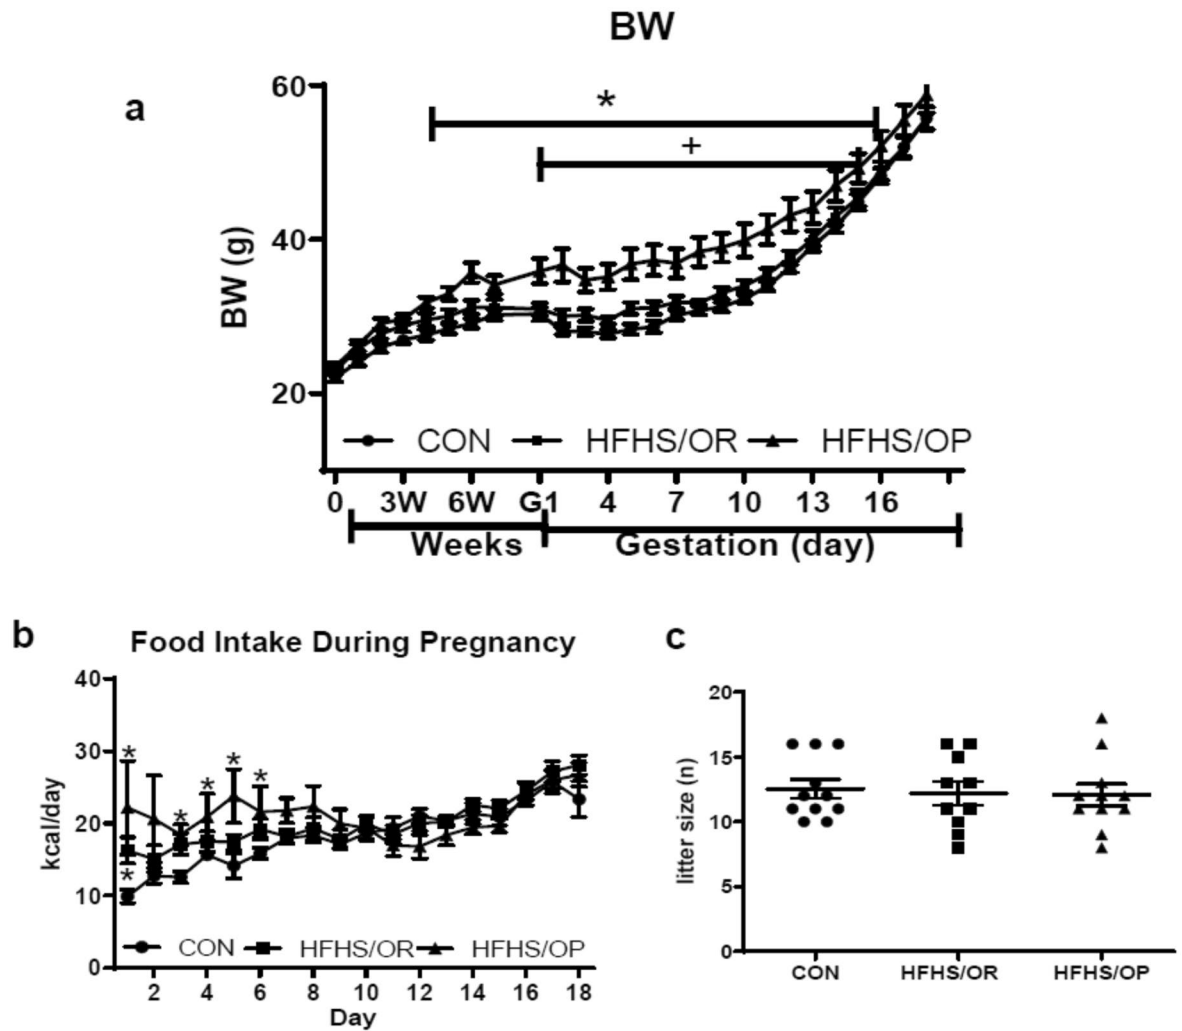 BW
a
60
40
20
BW (g)
*
+
CON HFHS/OR HFHS/OP
0 3W 6W G1 4 7 10 13 16
Weeks Gestation (day)
b
Food Intake During Pregnancy
40
30
20
10
0
kcal/day
* * * * * *
*
CON HFHS/OR HFHS/OP
2 4 6 8 10 12 14 16 18
Day
c
20
15
10
5
0
litter size (n)
CON HFHS/OR HFHS/OP